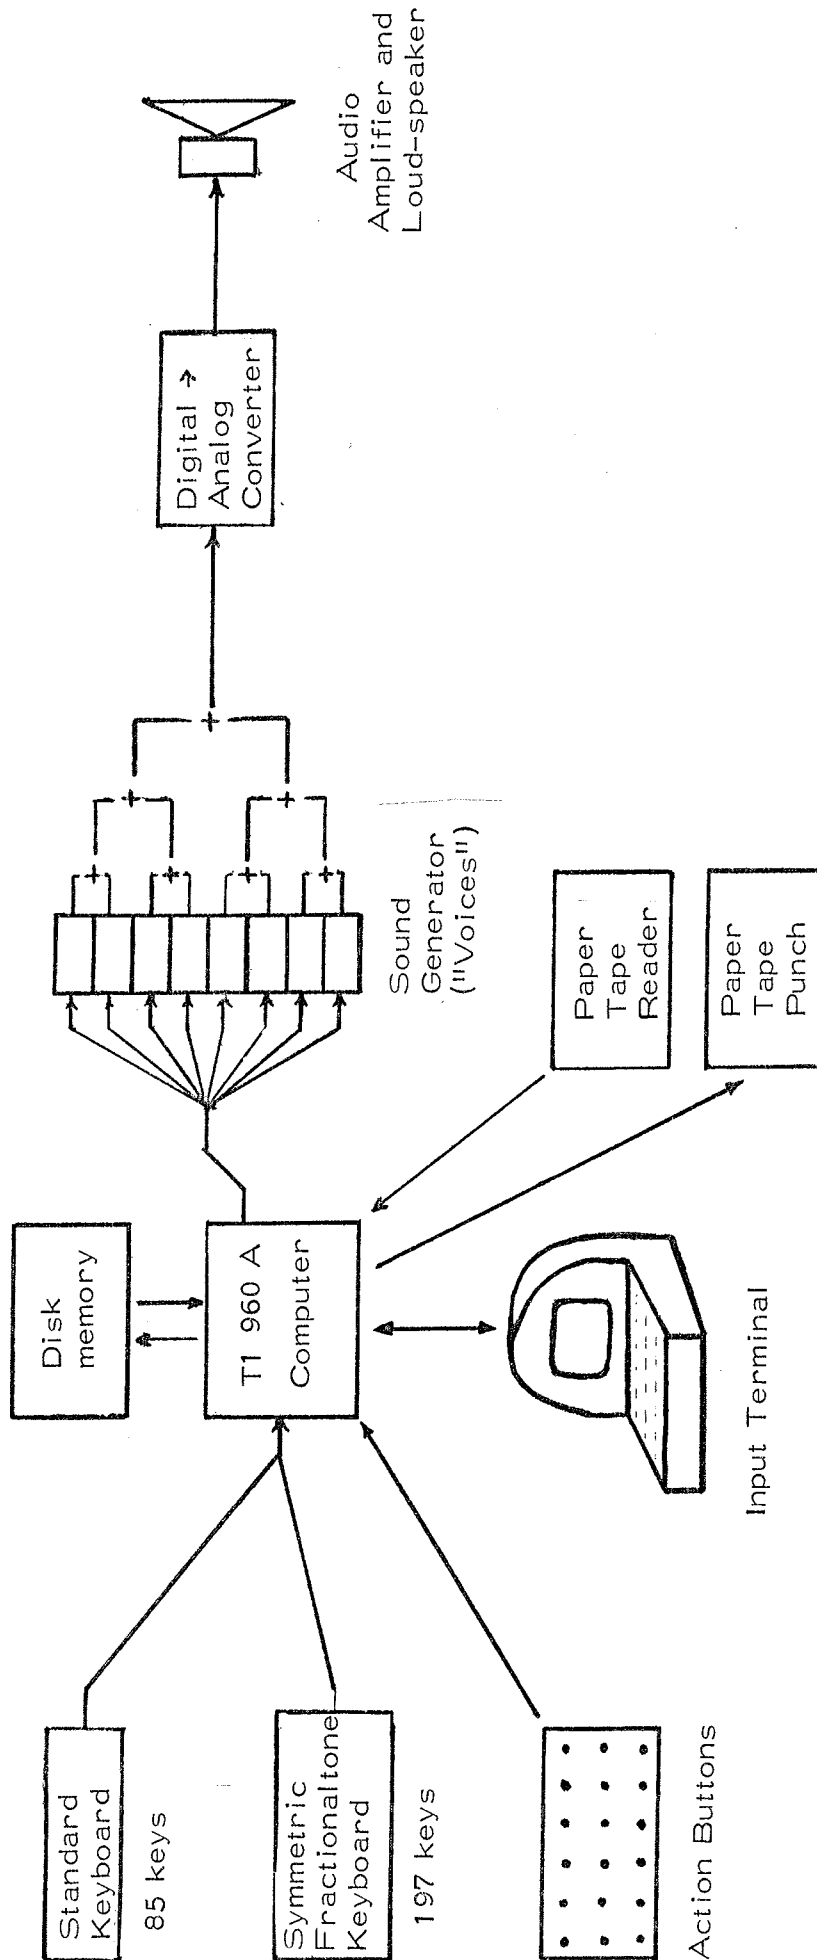 Standard
Keyboard
85 keys
Symmetric
Fractionaltone
Keyboard
197 keys
Action Buttons
Disk
memory
T1 960 A
Computer
Input Terminal
Sound
Generator
("Voices")
Paper
Tape
Reader
Paper
Tape
Punch
Digital →
Analog
Converter
Audio
Amplifier and
Loud-speaker